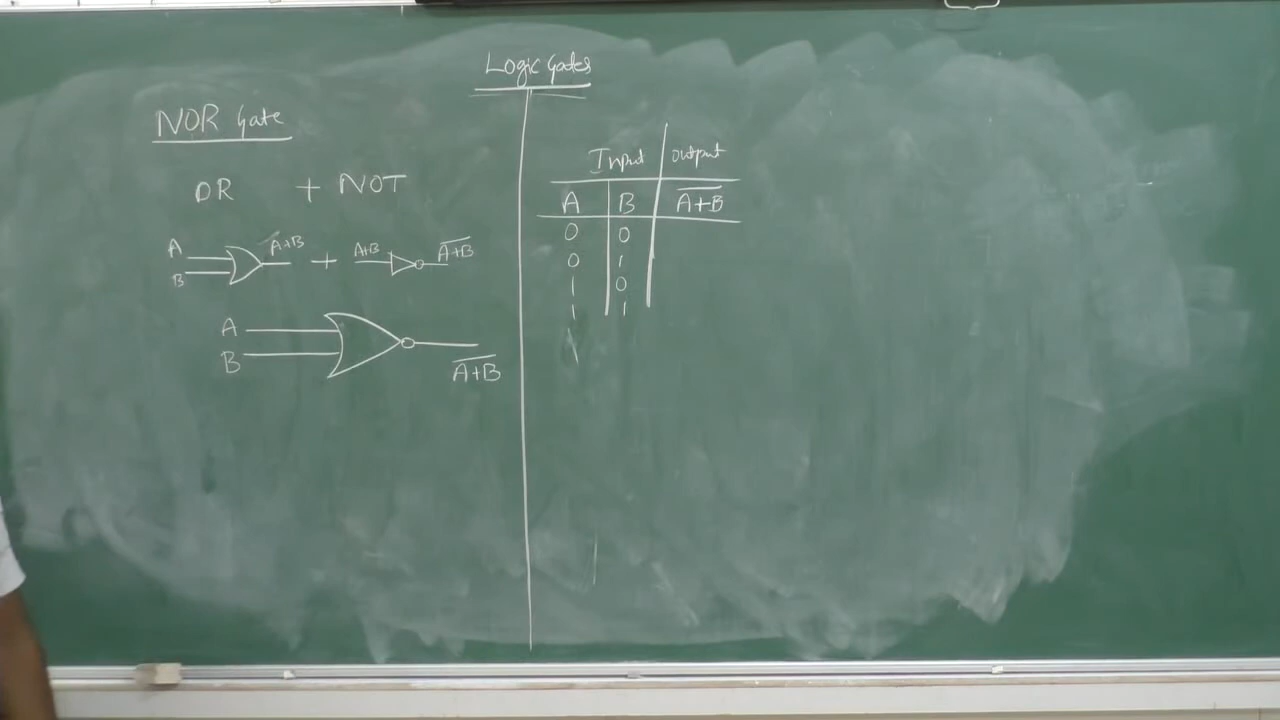 Logic Gates
NOR Gate
OR + NOT
A
B
A+B
+
A+B
A̅+̅B̅
A
B
A̅+̅B̅
Input Output
A B A̅+̅B̅
0 0
0 1
1 0
1 1